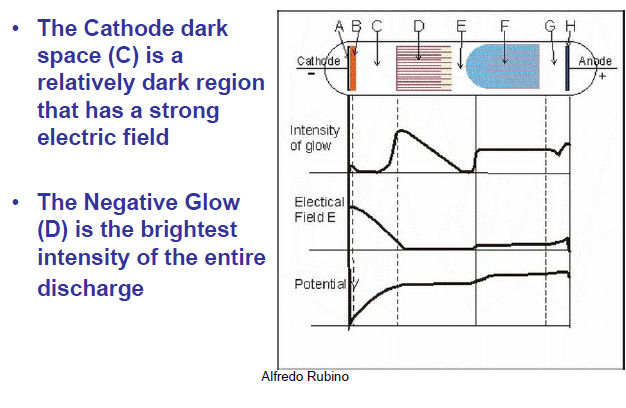 • The Cathode dark
space (C) is a
relatively dark region
that has a strong
electric field
• The Negative Glow
(D) is the brightest
intensity of the entire
discharge
A B C D E F G H
Cathode
-
Anode
+
Intensity
of glow
Electical
Field E
Potential
Alfredo Rubino